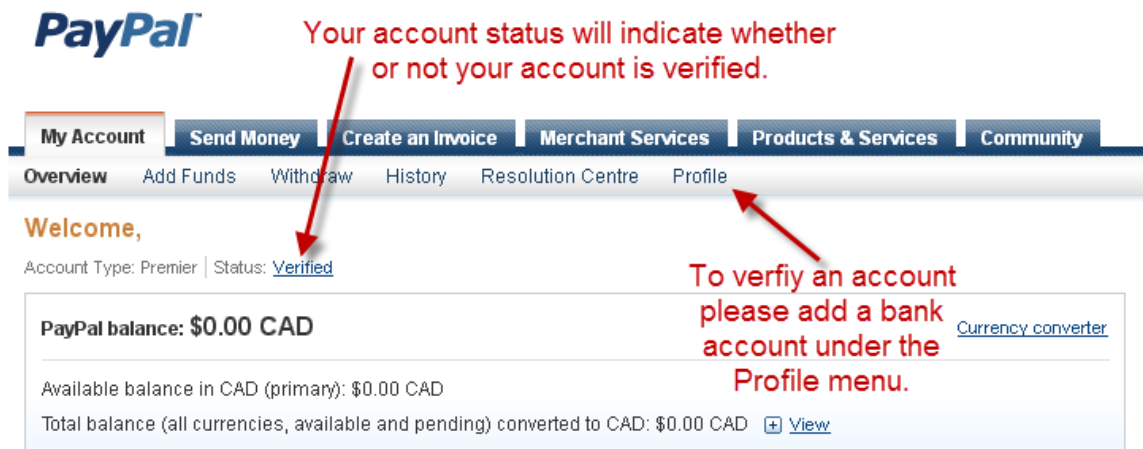 PayPal
Your account status will indicate whether
or not your account is verified.
My Account Send Money Create an Invoice Merchant Services Products & Services Community
Overview Add Funds Withdraw History Resolution Centre Profile
Welcome,
Account Type: Premier | Status: Verified
To verfiy an account
please add a bank
account under the
Profile menu.
PayPal balance: $0.00 CAD
Currency converter
Available balance in CAD (primary): $0.00 CAD
Total balance (all currencies, available and pending) converted to CAD: $0.00 CAD + View